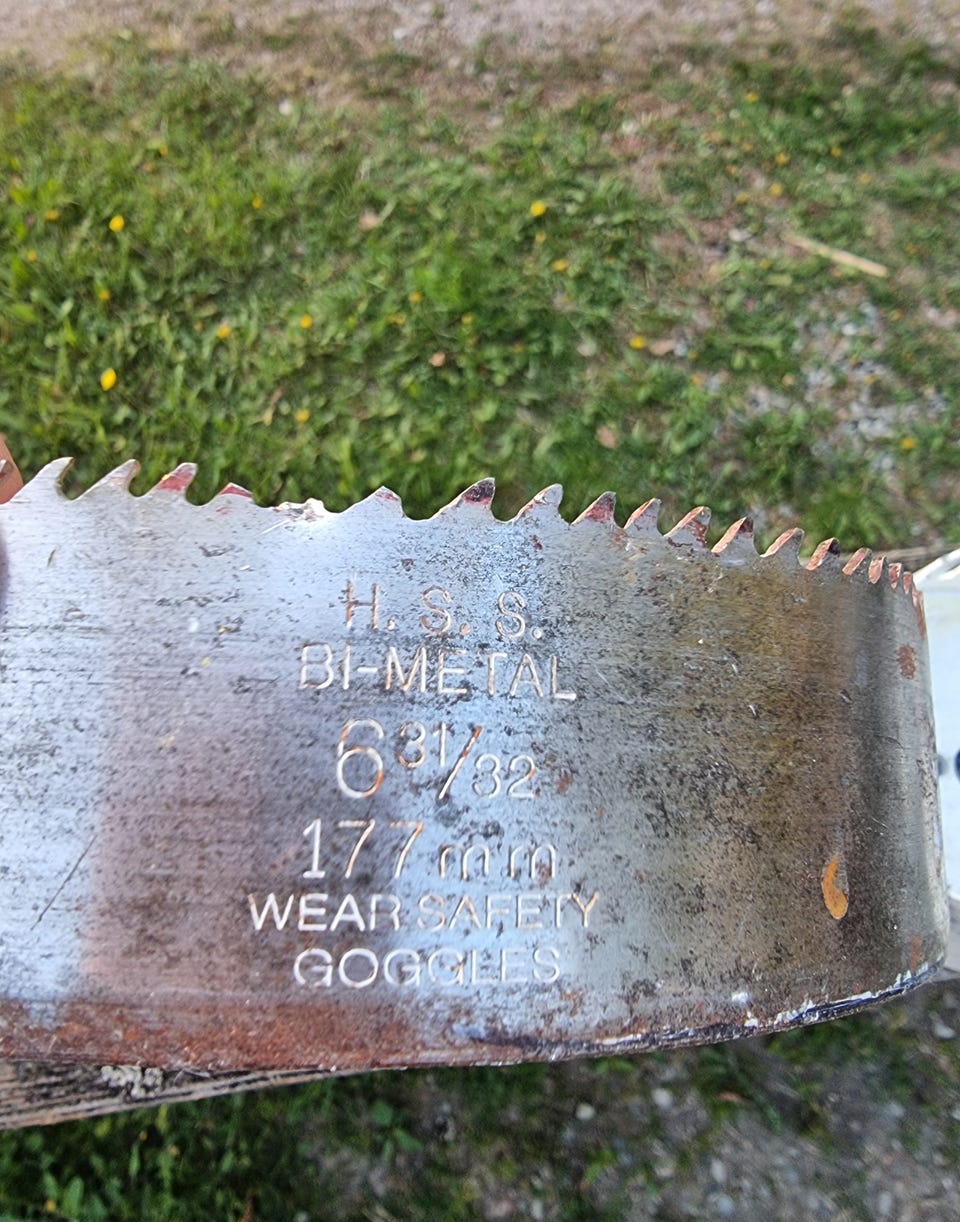 H. S. S.
BI-METAL
6 31/32
177 mm
WEAR SAFETY
GOGGLES